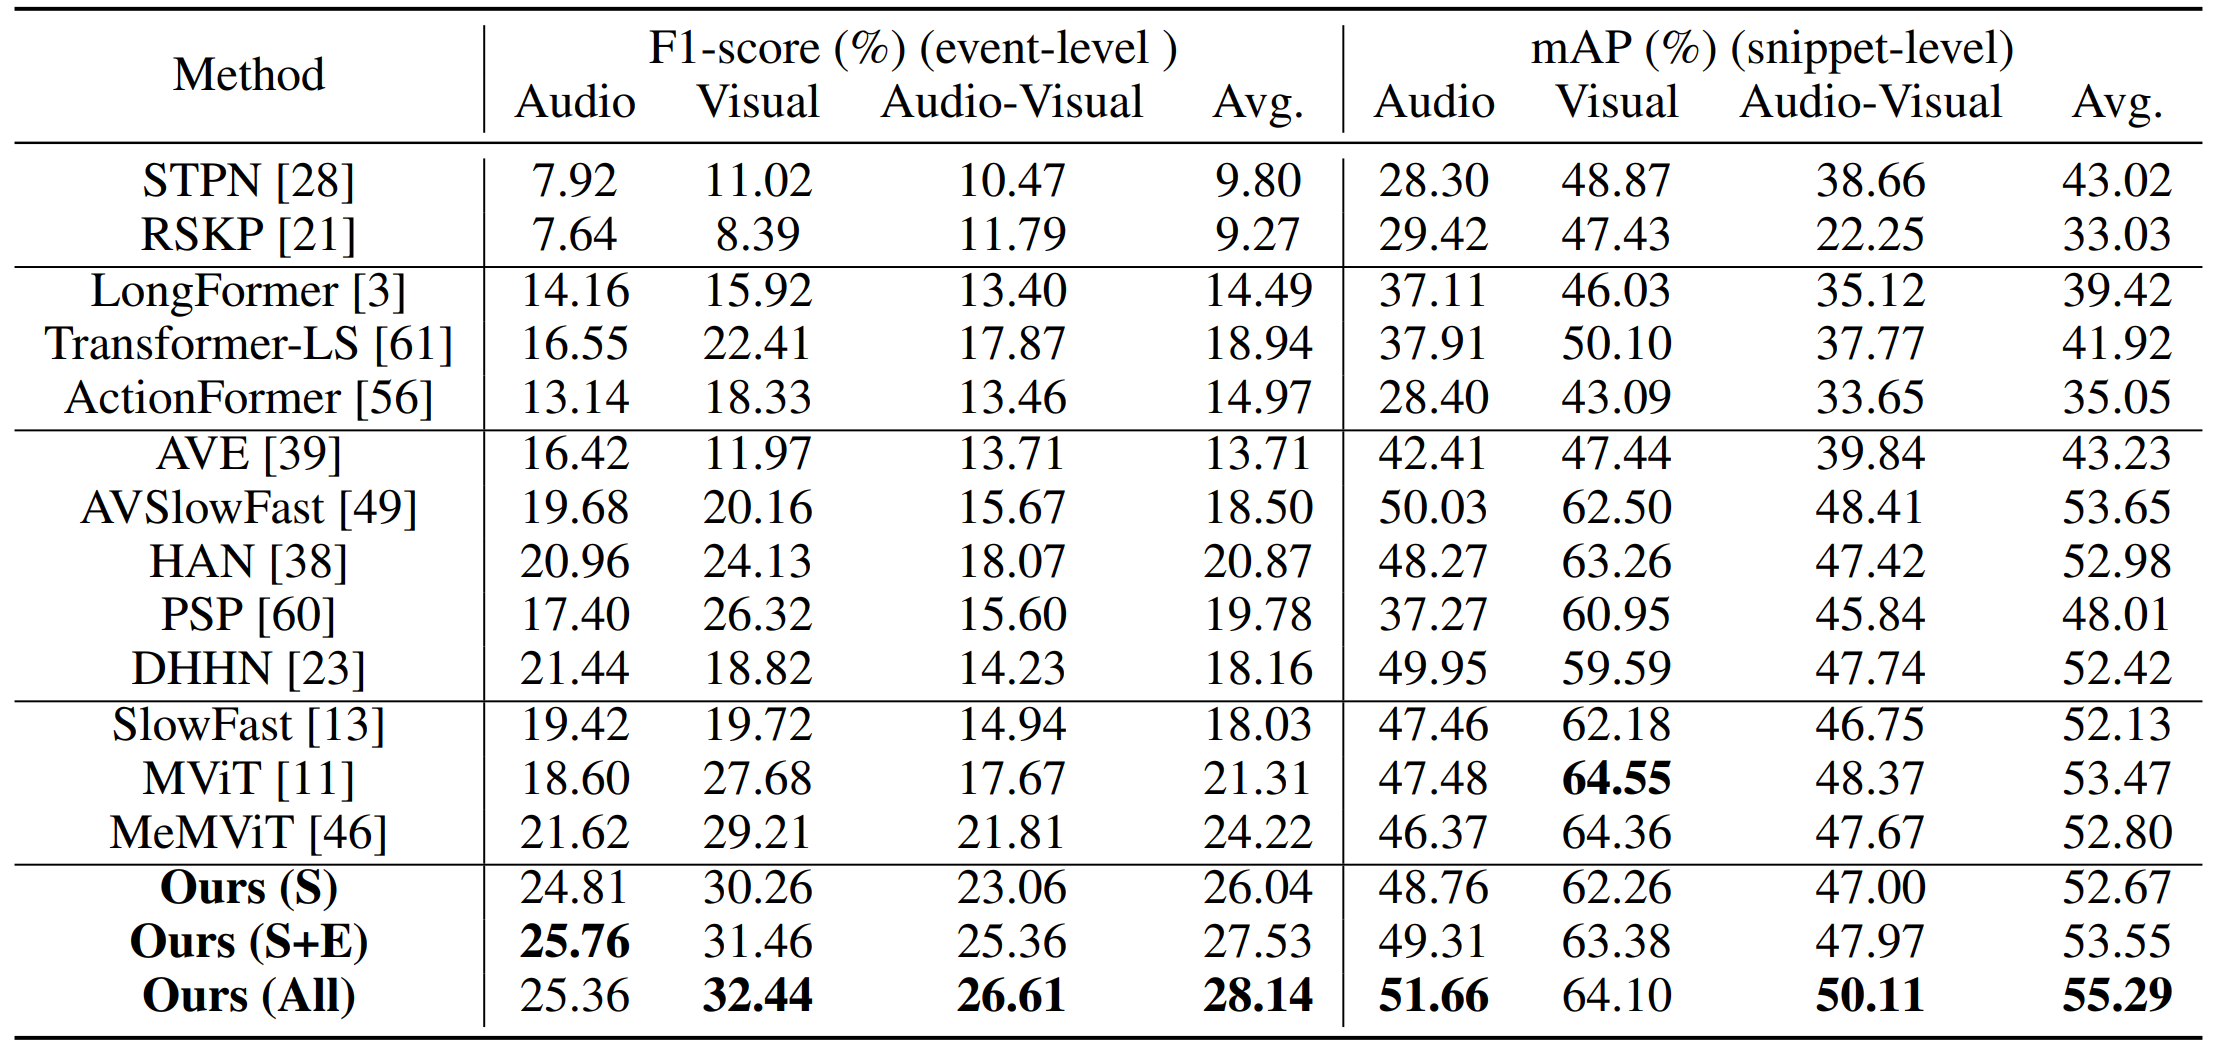 Method F1-score (%) (event-level ) mAP (%) (snippet-level)
Audio Visual Audio-Visual Avg. Audio Visual Audio-Visual Avg.
STPN [28] 7.92 11.02 10.47 9.80 28.30 48.87 38.66 43.02
RSKP [21] 7.64 8.39 11.79 9.27 29.42 47.43 22.25 33.03
LongFormer [3] 14.16 15.92 13.40 14.49 37.11 46.03 35.12 39.42
Transformer-LS [61] 16.55 22.41 17.87 18.94 37.91 50.10 37.77 41.92
ActionFormer [56] 13.14 18.33 13.46 14.97 28.40 43.09 33.65 35.05
AVE [39] 16.42 11.97 13.71 13.71 42.41 47.44 39.84 43.23
AVSlowFast [49] 19.68 20.16 15.67 18.50 50.03 62.50 48.41 53.65
HAN [38] 20.96 24.13 18.07 20.87 48.27 63.26 47.42 52.98
PSP [60] 17.40 26.32 15.60 19.78 37.27 60.95 45.84 48.01
DHHN [23] 21.44 18.82 14.23 18.16 49.95 59.59 47.74 52.42
SlowFast [13] 19.42 19.72 14.94 18.03 47.46 62.18 46.75 52.13
MViT [11] 18.60 27.68 17.67 21.31 47.48 64.55 48.37 53.47
MeMViT [46] 21.62 29.21 21.81 24.22 46.37 64.36 47.67 52.80
Ours (S) 24.81 30.26 23.06 26.04 48.76 62.26 47.00 52.67
Ours (S+E) 25.76 31.46 25.36 27.53 49.31 63.38 47.97 53.55
Ours (All) 25.36 32.44 26.61 28.14 51.66 64.10 50.11 55.29